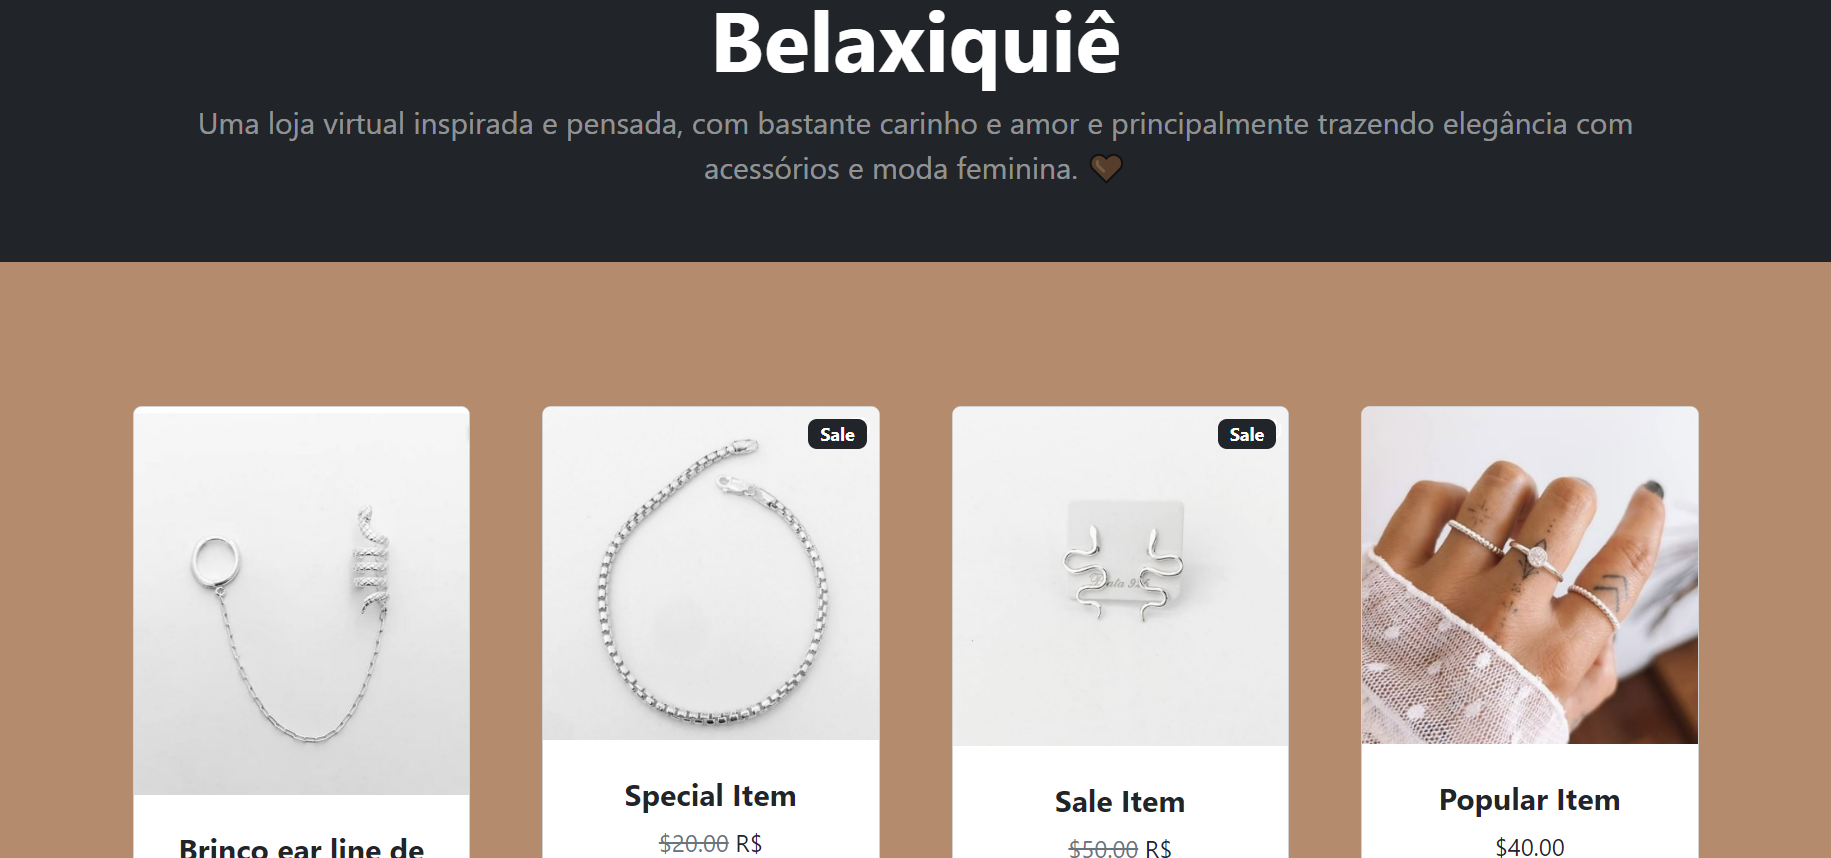 Belaxiquiê
Uma loja virtual inspirada e pensada, com bastante carinho e amor e principalmente trazendo elegância com
acessórios e moda feminina. 🤎
Sale
Sale
Brinco ear line de
Special Item
$20.00 R$
Sale Item
$50.00 R$
Popular Item
$40.00